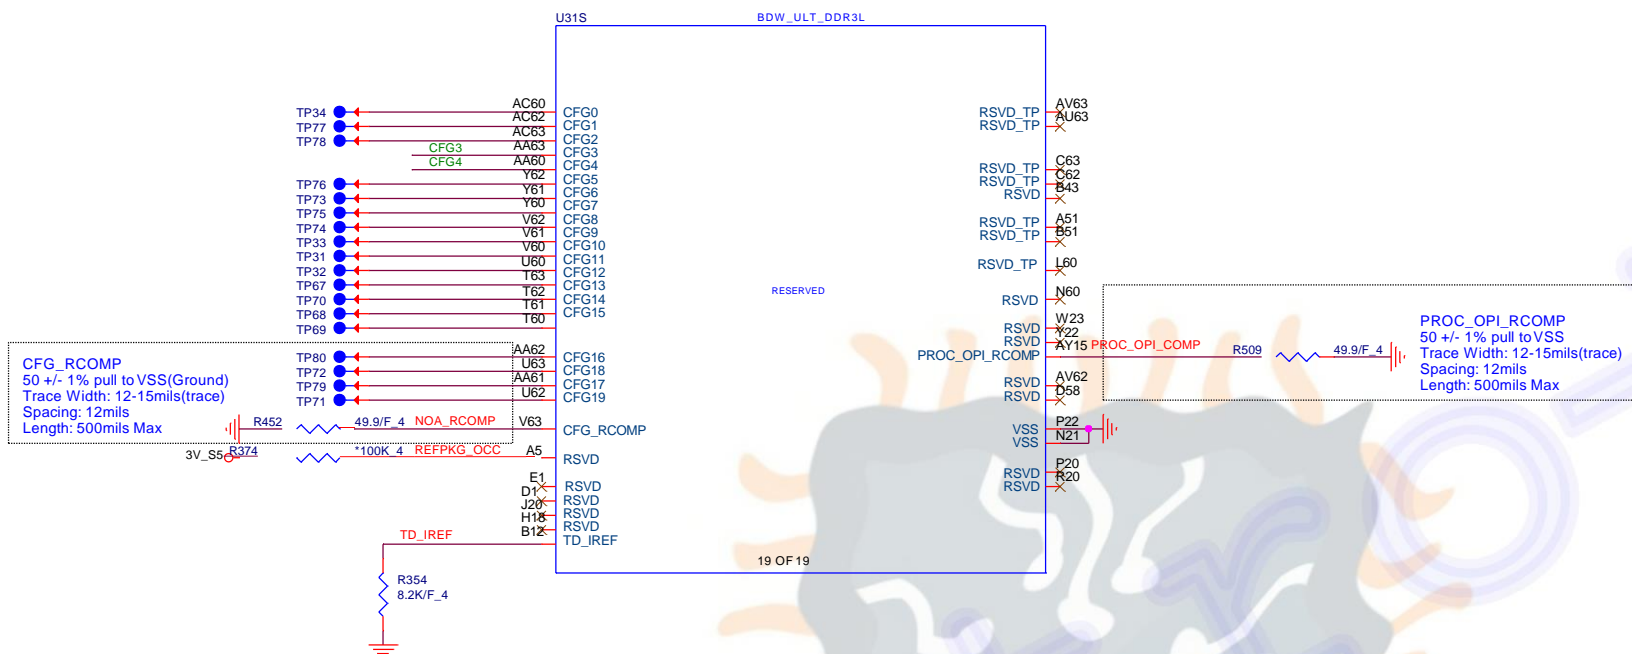 U31S
BDW_ULT_DDR3L
TP34 AC60 CFG0
TP77 AC62 CFG1
TP78 AC63 CFG2
CFG3 AA63 CFG3
CFG4 AA60 CFG4
TP76 Y62 CFG5
TP73 Y61 CFG6
TP75 Y60 CFG7
TP74 V62 CFG8
TP33 V61 CFG9
TP31 V60 CFG10
TP32 U60 CFG11
TP67 T63 CFG12
TP70 T62 CFG13
TP68 T61 CFG14
TP69 T60 CFG15
TP80 AA62 CFG16
TP72 U63 CFG18
TP79 AA61 CFG17
TP71 U62 CFG19
CFG_RCOMP
50 +/- 1% pull to VSS(Ground)
Trace Width: 12-15mils(trace)
Spacing: 12mils
Length: 500mils Max
R452 49.9/F_4 NOA_RCOMP V63 CFG_RCOMP
3V_S5 R374 *100K_4 REFPKG_OCC A5 RSVD
E1 RSVD
D1 RSVD
J20 RSVD
H18 RSVD
B12 TD_IREF
TD_IREF
R354
8.2K/F_4
RESERVED
19 OF 19
RSVD_TP AV63
RSVD_TP AU63
RSVD_TP C63
RSVD_TP C62
RSVD B43
RSVD_TP A51
RSVD_TP B51
RSVD_TP L60
RSVD N60
RSVD W23
RSVD Y22
PROC_OPI_RCOMP AY15 PROC_OPI_COMP R509 49.9/F_4
RSVD AV62
RSVD D58
VSS P22
VSS N21
RSVD P20
RSVD R20
PROC_OPI_RCOMP
50 +/- 1% pull to VSS
Trace Width: 12-15mils(trace)
Spacing: 12mils
Length: 500mils Max